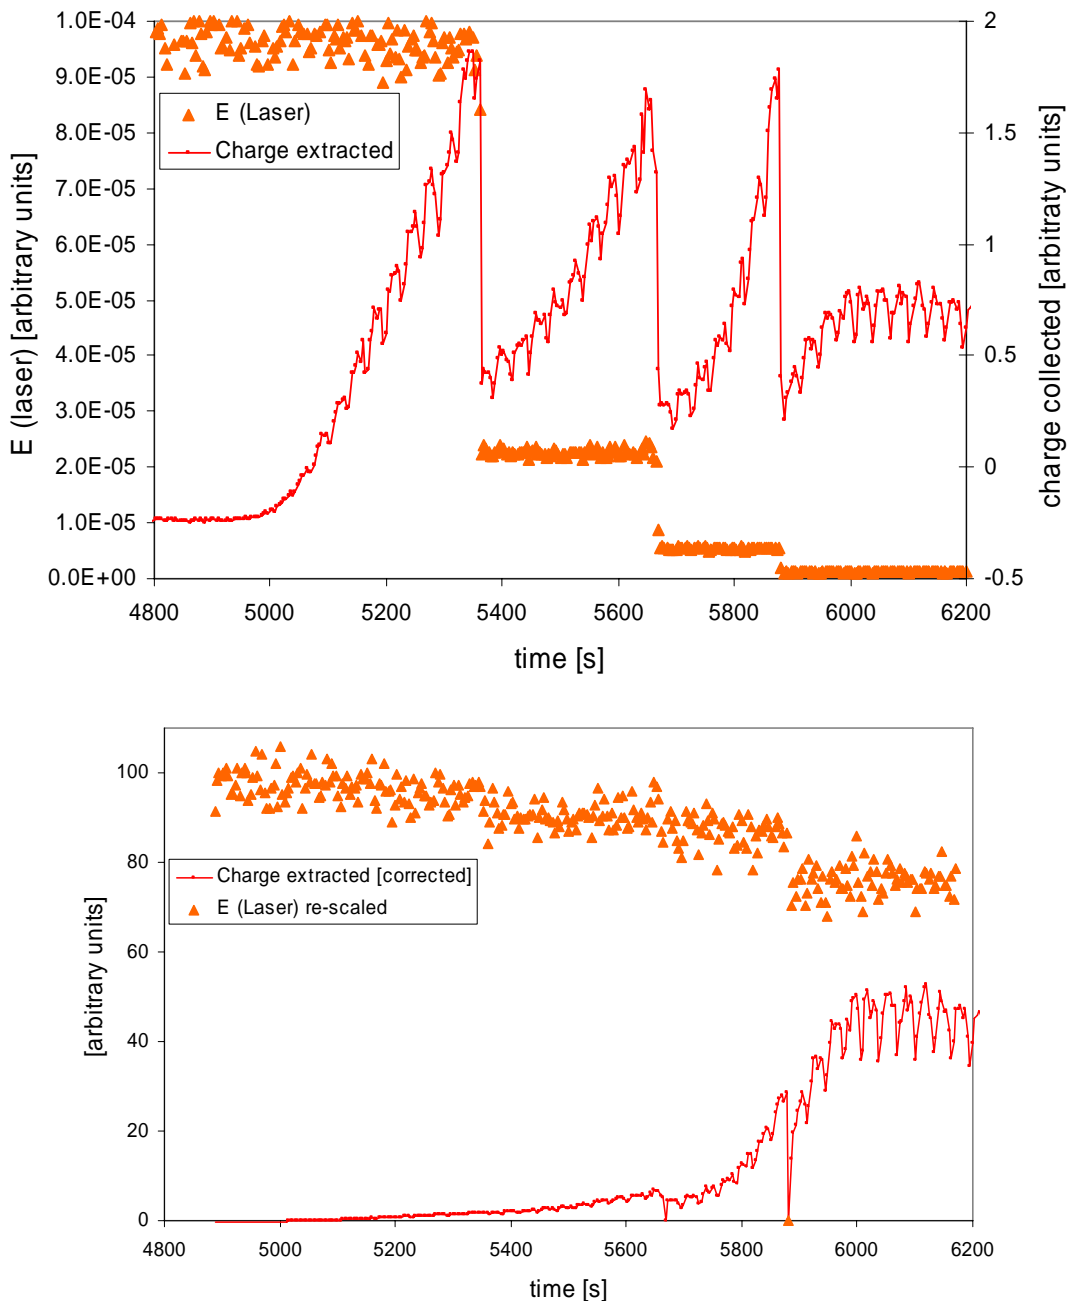 1.0E-04
9.0E-05
8.0E-05
7.0E-05
6.0E-05
5.0E-05
4.0E-05
3.0E-05
2.0E-05
1.0E-05
0.0E+00
E (laser) [arbitrary units]
E (Laser)
Charge extracted
2
1.5
1
0.5
0
-0.5
charge collected [arbitraty units]
4800 5000 5200 5400 5600 5800 6000 6200
time [s]
100
80
60
40
20
0
[arbitrary units]
Charge extracted [corrected]
E (Laser) re-scaled
4800 5000 5200 5400 5600 5800 6000 6200
time [s]